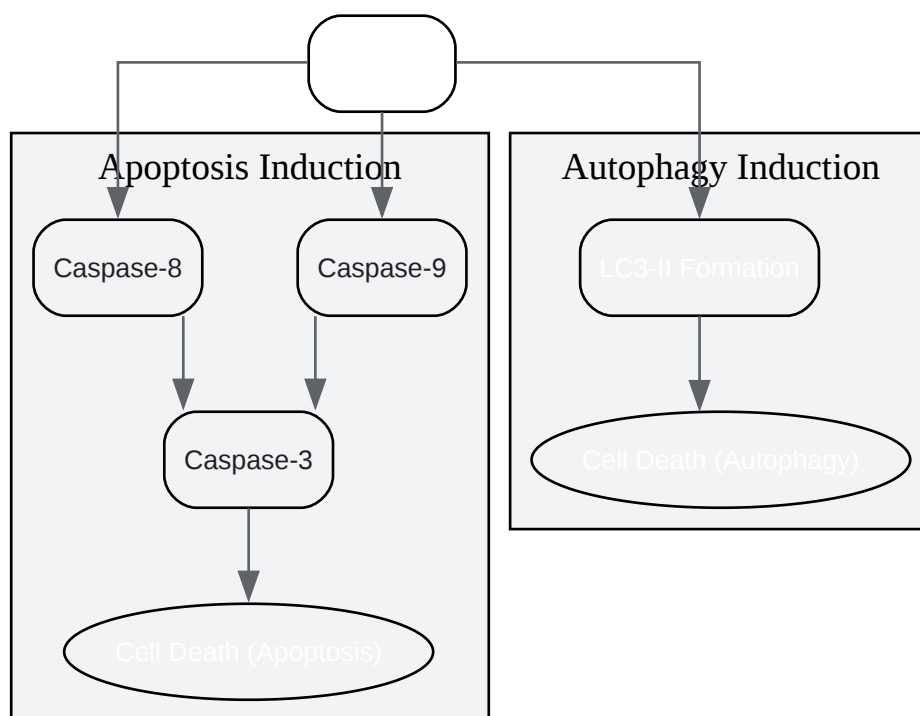 Apoptosis Induction
Autophagy Induction
Caspase-8
Caspase-9
LC3-II Formation
Caspase-3
Cell Death (Autophagy)
Cell Death (Apoptosis)